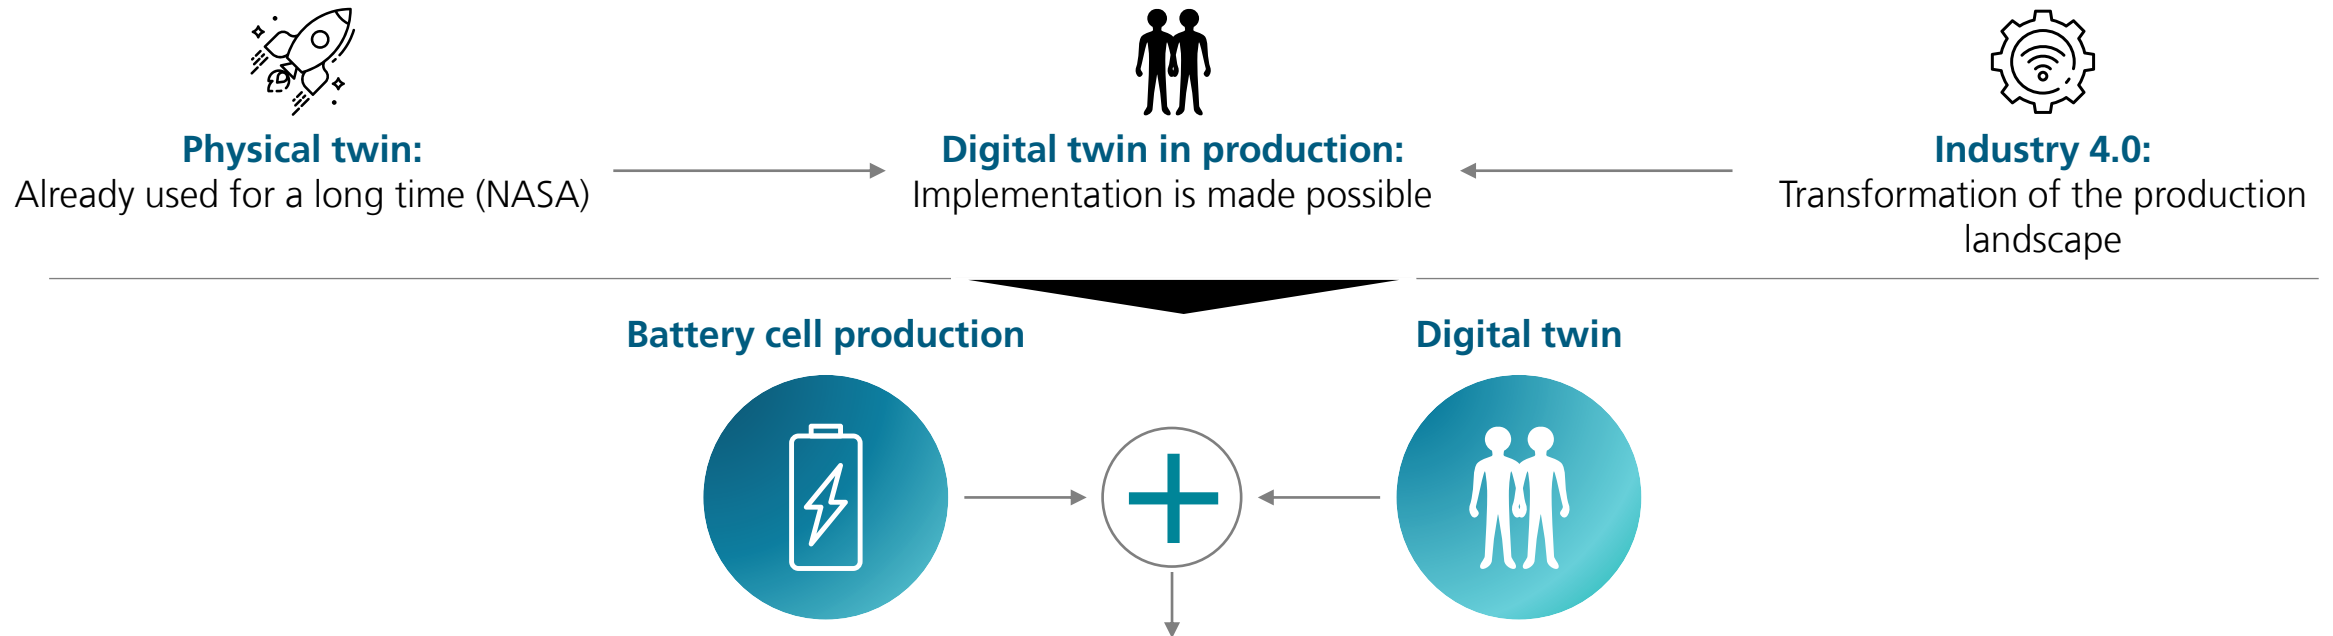 Physical twin:
Already used for a long time (NASA)
Digital twin in production:
Implementation is made possible
Industry 4.0:
Transformation of the production
landscape
Battery cell production
Digital twin